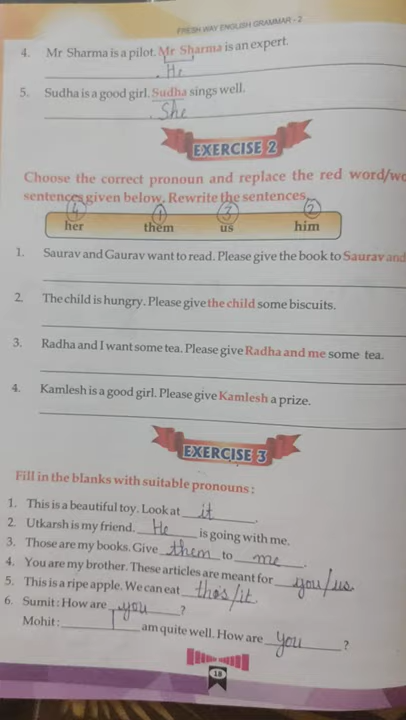 FRESH WAY ENGLISH GRAMMAR - 2
4. Mr Sharma is a pilot. Mr Sharma is an expert.
He
5. Sudha is a good girl. Sudha sings well.
She
EXERCISE 2
Choose the correct pronoun and replace the red word/wo
sentences given below. Rewrite the sentences.
4 1 3 2
her them us him
1. Saurav and Gaurav want to read. Please give the book to Saurav and
2. The child is hungry. Please give the child some biscuits.
3. Radha and I want some tea. Please give Radha and me some tea.
4. Kamlesh is a good girl. Please give Kamlesh a prize.
EXERCISE 3
Fill in the blanks with suitable pronouns :
1. This is a beautiful toy. Look at it.
2. Utkarsh is my friend. He is going with me.
3. Those are my books. Give them to me.
4. You are my brother. These articles are meant for you/us
5. This is a ripe apple. We can eat this/it
6. Sumit : How are you ?
Mohit : I am quite well. How are you ?
18